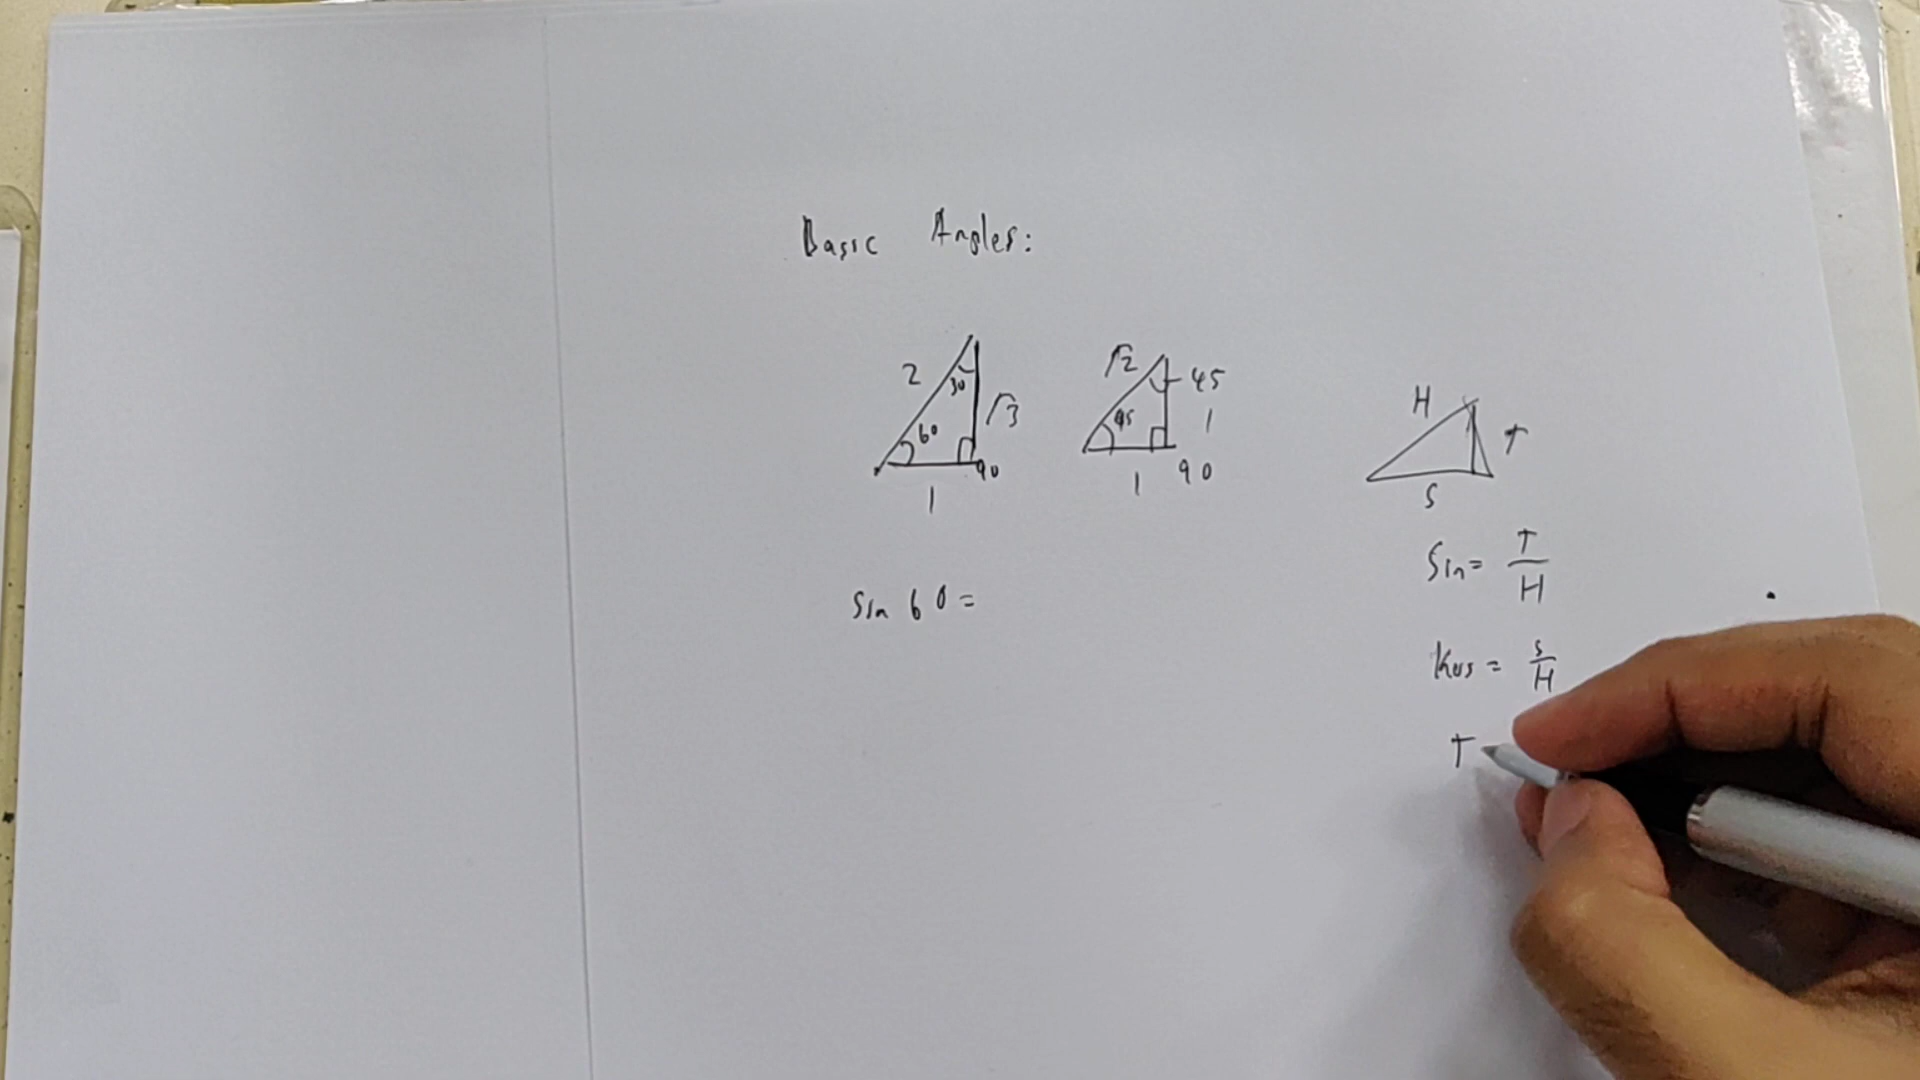 Basic Angles:
2
30
60
√3
90
1
√2
45
45
1
1
90
H
T
S
Sin = T/H
Kos = s/H
T
Sin 60 =